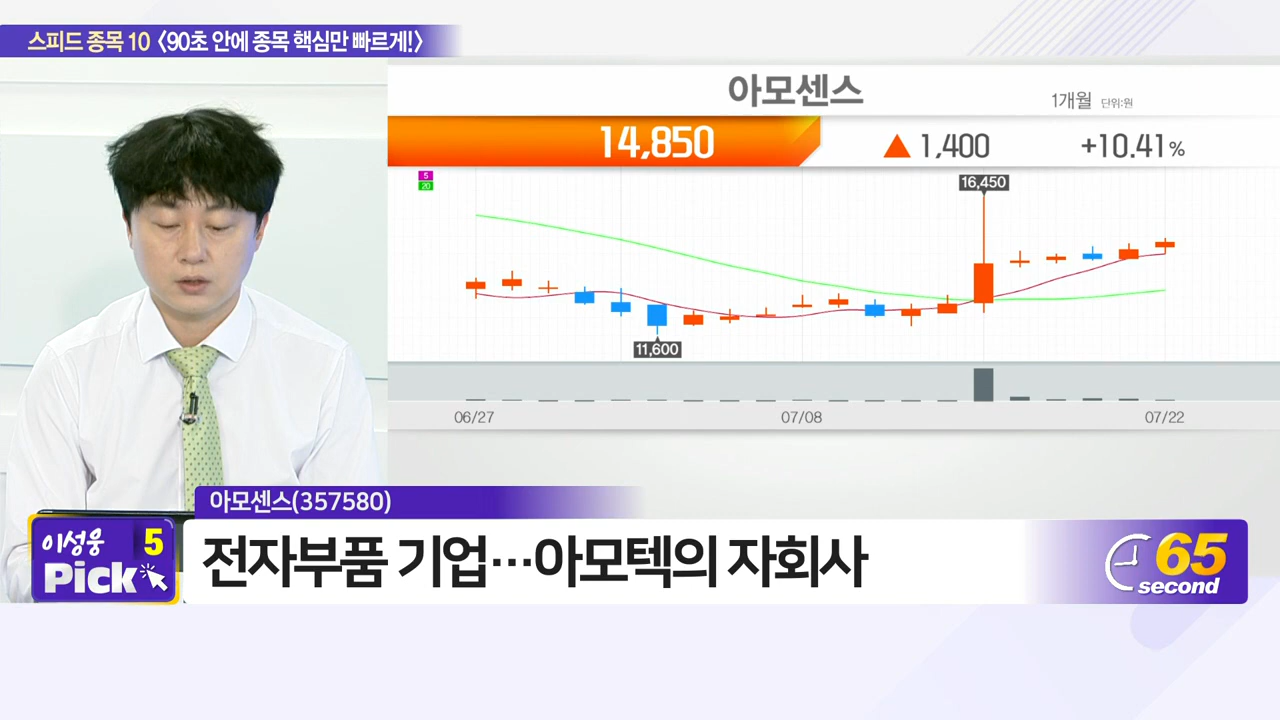 스피드 종목 10 〈90초 안에 종목 핵심만 빠르게!〉
아모센스
1개월 단위:원
14,850 ▲ 1,400 +10.41%
5
20
16,450
11,600
06/27 07/08 07/22
아모센스(357580)
이성웅 5
Pick
전자부품 기업…아모텍의 자회사
65
second